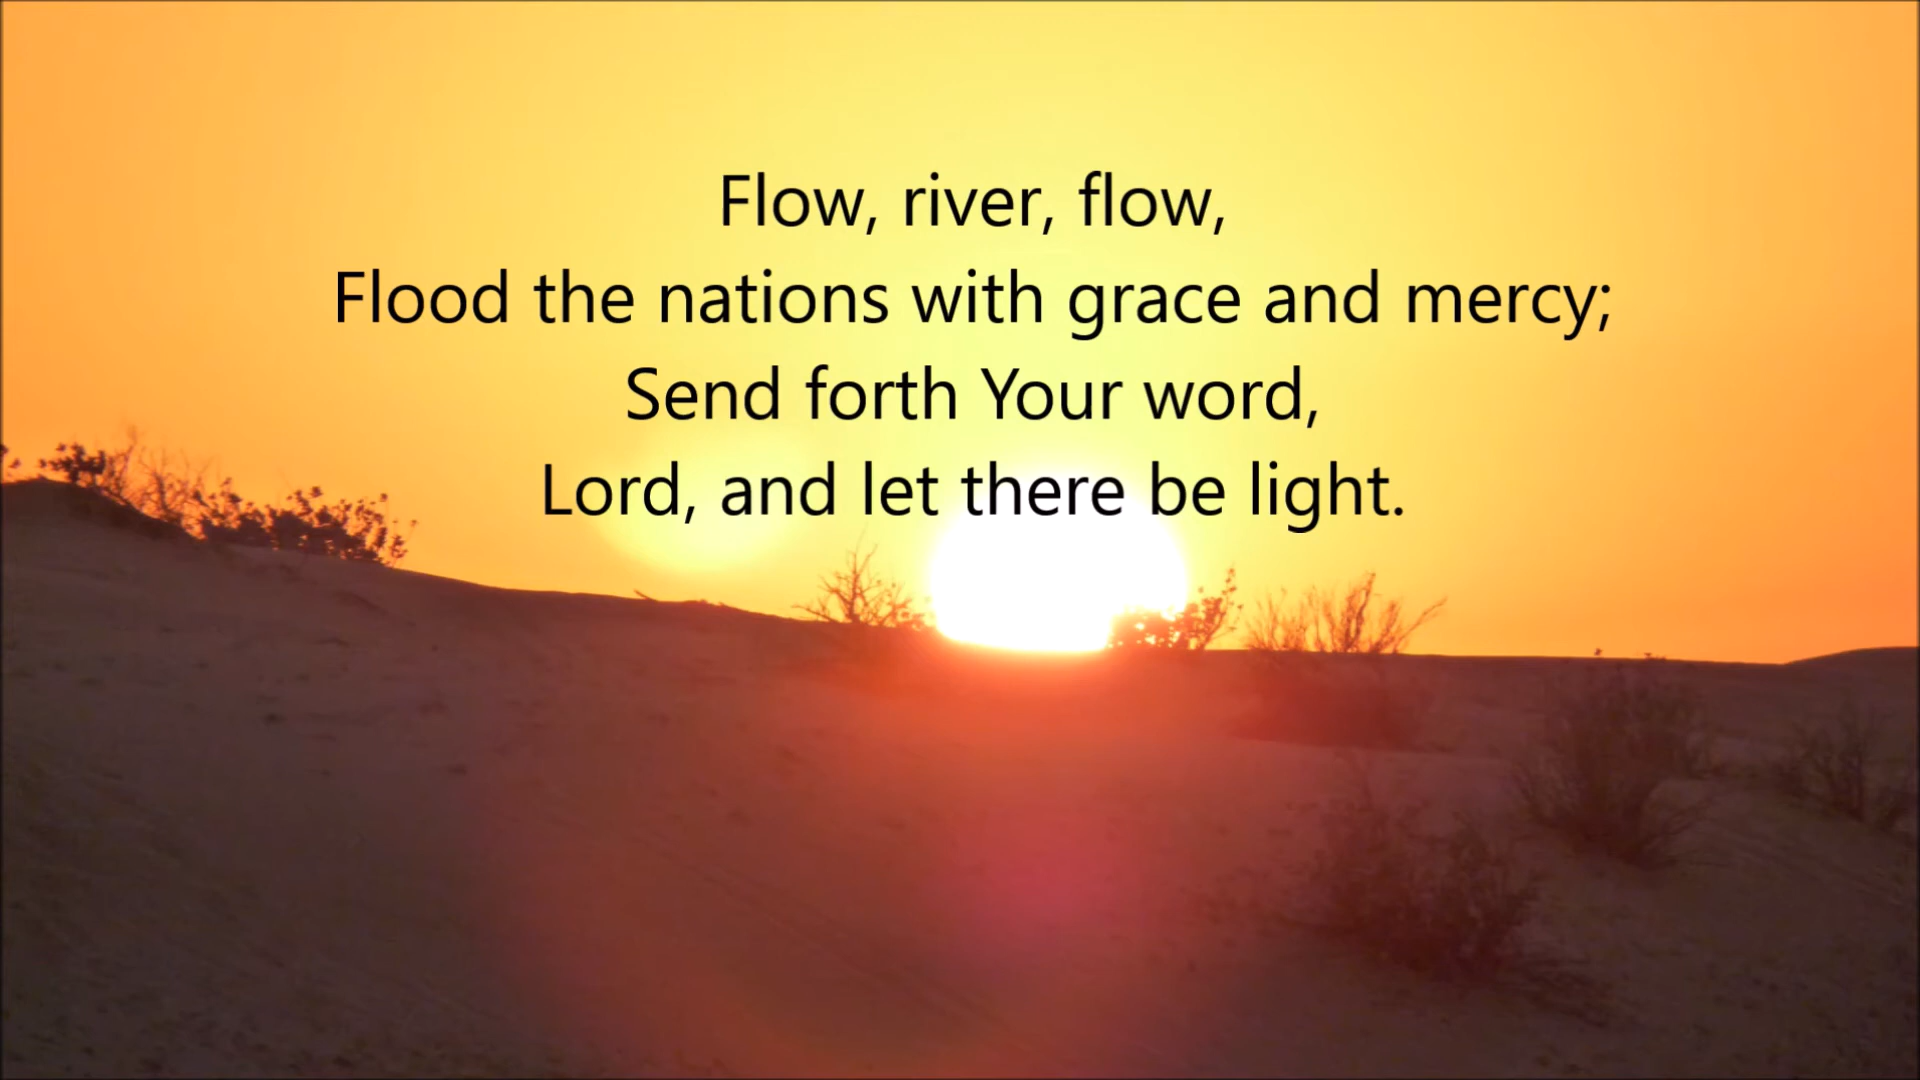 Flow, river, flow,
Flood the nations with grace and mercy;
Send forth Your word,
Lord, and let there be light.